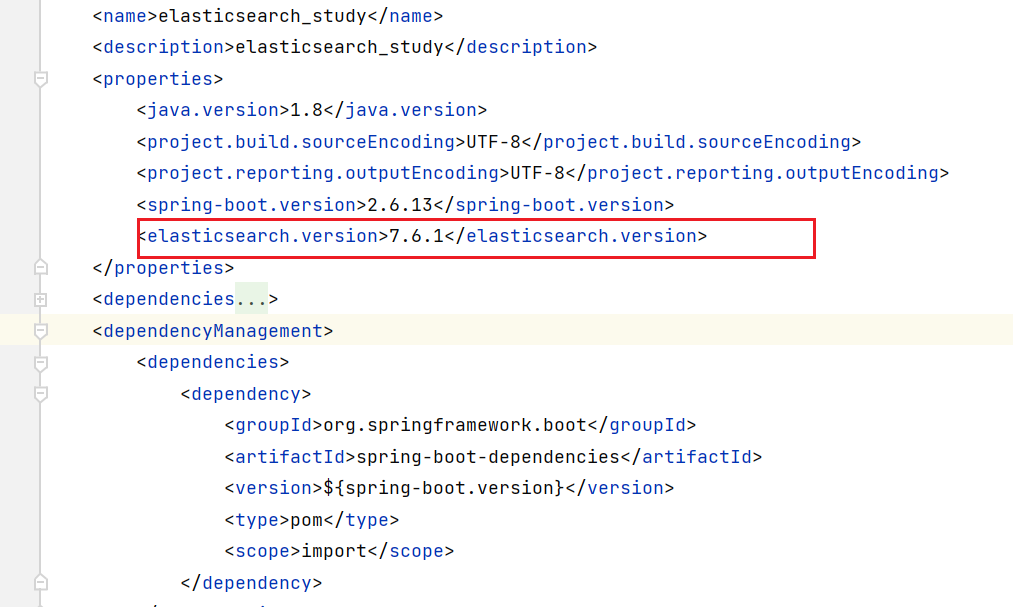 <name>elasticsearch_study</name>
<description>elasticsearch_study</description>
<properties>
<java.version>1.8</java.version>
<project.build.sourceEncoding>UTF-8</project.build.sourceEncoding>
<project.reporting.outputEncoding>UTF-8</project.reporting.outputEncoding>
<spring-boot.version>2.6.13</spring-boot.version>
<elasticsearch.version>7.6.1</elasticsearch.version>
</properties>
<dependencies...>
<dependencyManagement>
<dependencies>
<dependency>
<groupId>org.springframework.boot</groupId>
<artifactId>spring-boot-dependencies</artifactId>
<version>${spring-boot.version}</version>
<type>pom</type>
<scope>import</scope>
</dependency>